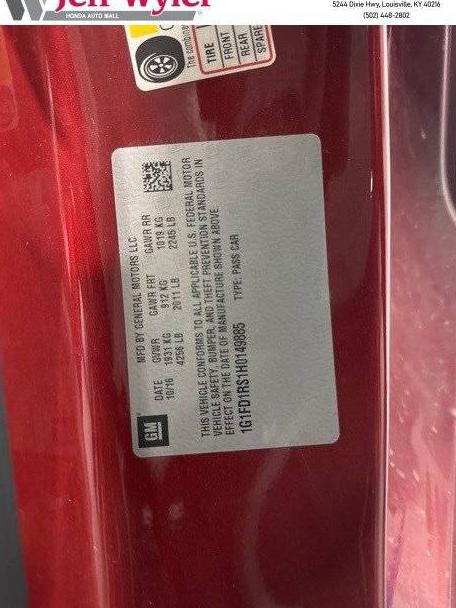 Jeff Wyler
HONDA AUTO MALL
5244 Dixie Hwy, Louisville, KY 40216
(502) 448-2802
The combine
TIRE
FRONT
REAR
SPARE
GM
MFD BY GENERAL MOTORS LLC
DATE GVWR GAWR FRT GAWR RR
10/16 1931 KG 912 KG 1019 KG
4256 LB 2011 LB 2245 LB
THIS VEHICLE CONFORMS TO ALL APPLICABLE U.S. FEDERAL MOTOR
VEHICLE SAFETY, BUMPER, AND THEFT PREVENTION STANDARDS IN
EFFECT ON THE DATE OF MANUFACTURE SHOWN ABOVE
1G1FD1RS1H0149885 TYPE: PASS CAR